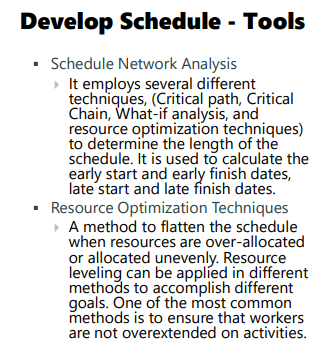 Develop Schedule - Tools
▪ Schedule Network Analysis
It employs several different
techniques, (Critical path, Critical
Chain, What-if analysis, and
resource optimization techniques)
to determine the length of the
schedule. It is used to calculate the
early start and early finish dates,
late start and late finish dates.
▪ Resource Optimization Techniques
A method to flatten the schedule
when resources are over-allocated
or allocated unevenly. Resource
leveling can be applied in different
methods to accomplish different
goals. One of the most common
methods is to ensure that workers
are not overextended on activities.